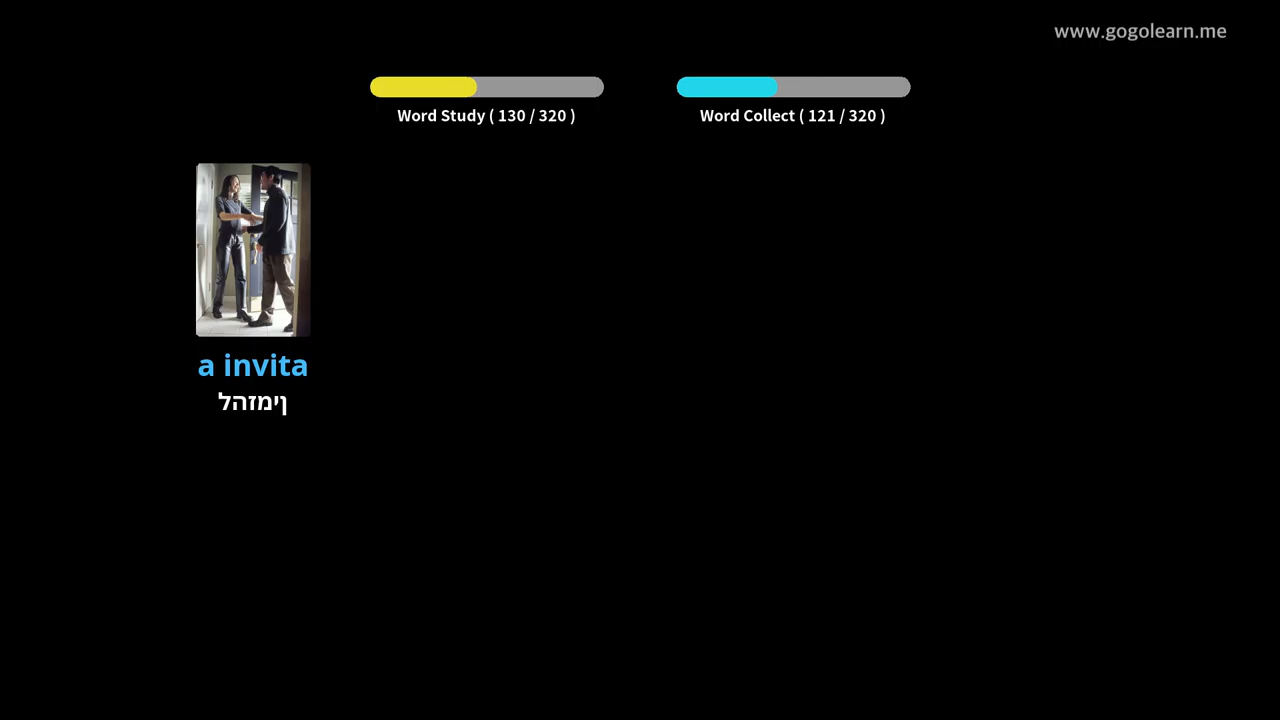 www.gogolearn.me
Word Study ( 130 / 320 )
Word Collect ( 121 / 320 )
a invita
ןימזהל